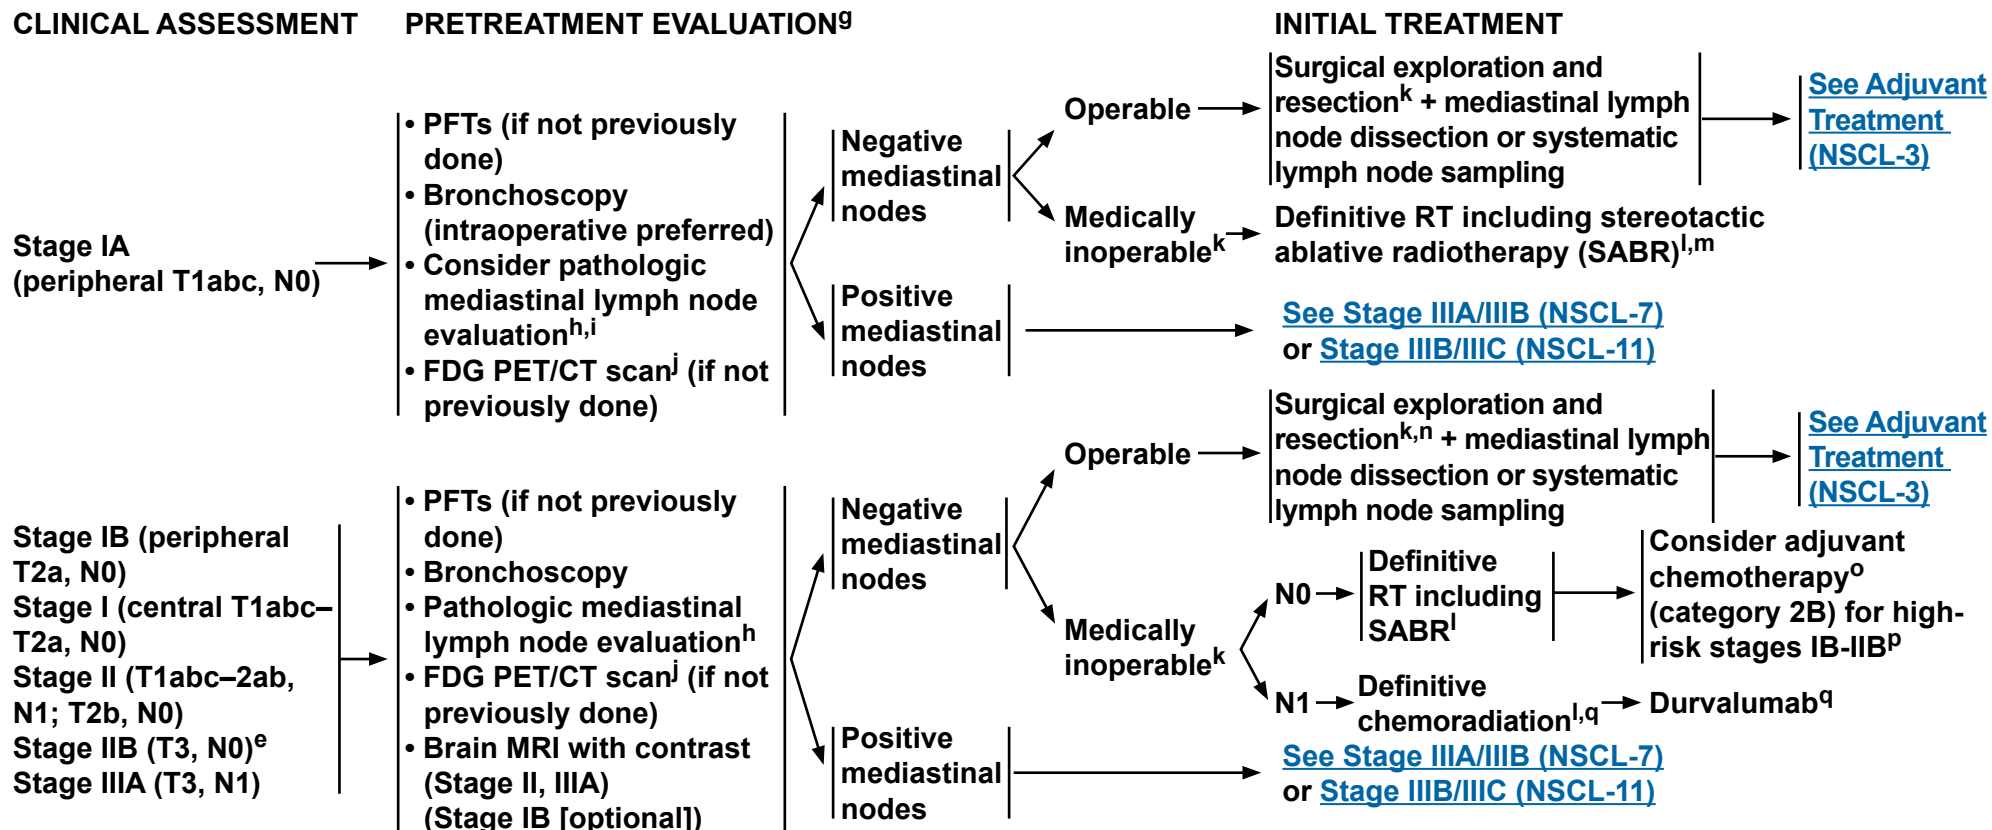 CLINICAL ASSESSMENT
PRETREATMENT EVALUATIONg
INITIAL TREATMENT
Stage IA
(peripheral T1abc, N0)
• PFTs (if not previously
done)
• Bronchoscopy
(intraoperative preferred)
• Consider pathologic
mediastinal lymph node
evaluationh,i
• FDG PET/CT scanj (if not
previously done)
Negative
mediastinal
nodes
Operable
Surgical exploration and
resectionk + mediastinal lymph
node dissection or systematic
lymph node sampling
See Adjuvant
Treatment
(NSCL-3)
Medically
inoperablek
Definitive RT including stereotactic
ablative radiotherapy (SABR)l,m
Positive
mediastinal
nodes
See Stage IIIA/IIIB (NSCL-7)
or Stage IIIB/IIIC (NSCL-11)
Stage IB (peripheral
T2a, N0)
Stage I (central T1abc–
T2a, N0)
Stage II (T1abc–2ab,
N1; T2b, N0)
Stage IIB (T3, N0)e
Stage IIIA (T3, N1)
• PFTs (if not previously
done)
• Bronchoscopy
• Pathologic mediastinal
lymph node evaluationh
• FDG PET/CT scanj (if not
previously done)
• Brain MRI with contrast
(Stage II, IIIA)
(Stage IB [optional])
Negative
mediastinal
nodes
Operable
Surgical exploration and
resectionk,n + mediastinal lymph
node dissection or systematic
lymph node sampling
See Adjuvant
Treatment
(NSCL-3)
Medically
inoperablek
N0
Definitive
RT including
SABRl
Consider adjuvant
chemotherapyo
(category 2B) for high-
risk stages IB-IIBp
N1
Definitive
chemoradiationl,q
Durvalumabq
Positive
mediastinal
nodes
See Stage IIIA/IIIB (NSCL-7)
or Stage IIIB/IIIC (NSCL-11)